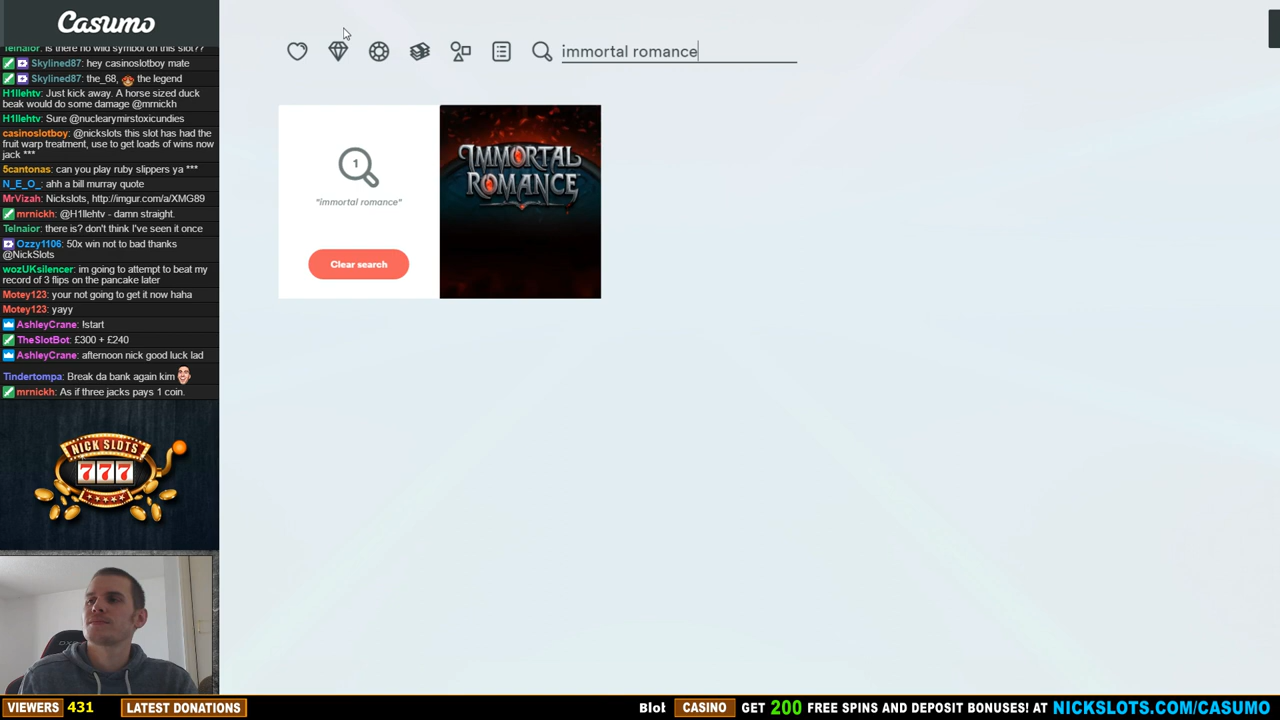 Casumo
Telnaior: is there no wild symbol on this slot??
Skylined87: hey casinoslotboy mate
Skylined87: the_68, the legend
H1llehtv: Just kick away. A horse sized duck
beak would do some damage @mrnickh
H1llehtv: Sure @nuclearymirstoxicundies
casinoslotboy: @nickslots this slot has had the
fruit warp treatment, use to get loads of wins now
jack ***
5cantonas: can you play ruby slippers ya ***
N_E_O_: ahh a bill murray quote
MrVizah: Nickslots, http://imgur.com/a/XMG89
mrnickh: @H1llehtv - damn straight.
Telnaior: there is? don't think I've seen it once
Ozzy1106: 50x win not to bad thanks
@NickSlots
wozUKsilencer: im going to attempt to beat my
record of 3 flips on the pancake later
Motey123: your not going to get it now haha
Motey123: yayy
AshleyCrane: !start
TheSlotBot: £300 + £240
AshleyCrane: afternoon nick good luck lad
Tindertompa: Break da bank again kim
mrnickh: As if three jacks pays 1 coin.
immortal romance
1
"immortal romance"
Clear search
IMMORTAL
ROMANCE
NICK SLOTS
777
VIEWERS 431 LATEST DONATIONS CASINO GET 200 FREE SPINS AND DEPOSIT BONUSES! AT NICKSLOTS.COM/CASUMO